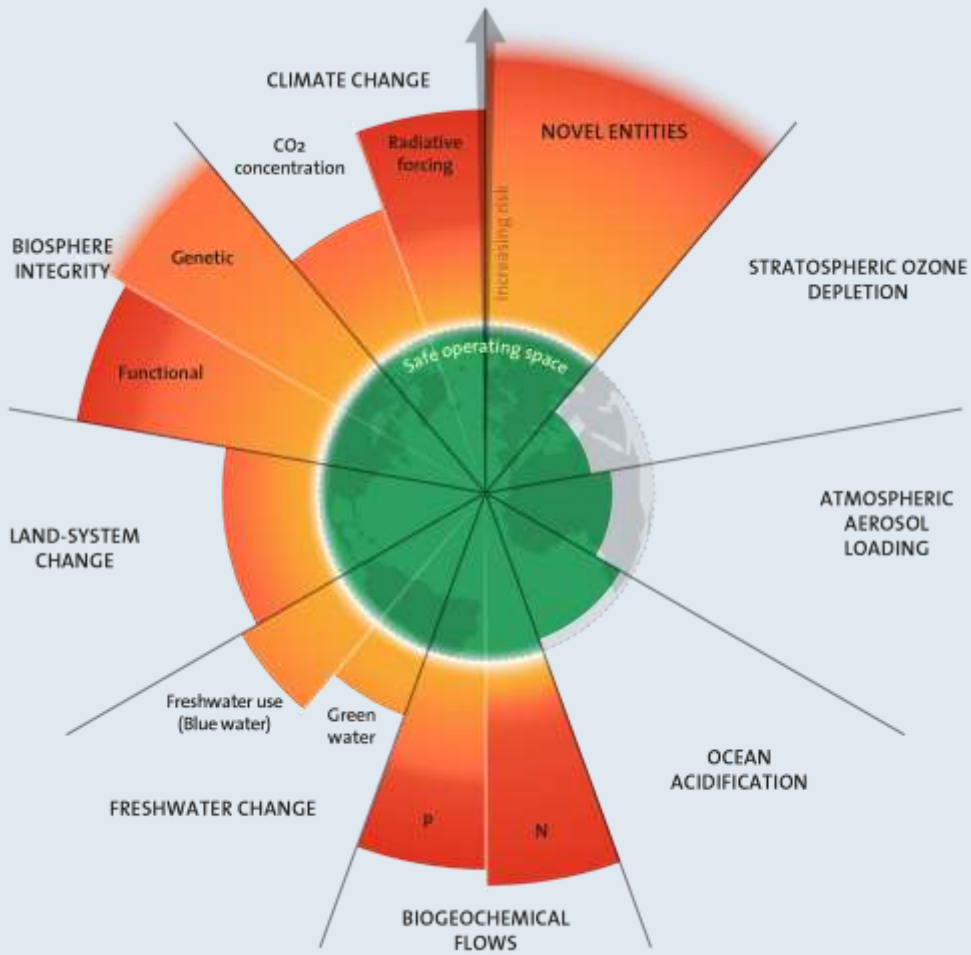 CLIMATE CHANGE
CO2
concentration
Radiative
forcing
NOVEL ENTITIES
increasing risk
BIOSPHERE
INTEGRITY
Genetic
Functional
STRATOSPHERIC OZONE
DEPLETION
Safe operating space
ATMOSPHERIC
AEROSOL
LOADING
LAND-SYSTEM
CHANGE
Freshwater use
(Blue water)
Green
water
FRESHWATER CHANGE
OCEAN
ACIDIFICATION
P
N
BIOGEOCHEMICAL
FLOWS